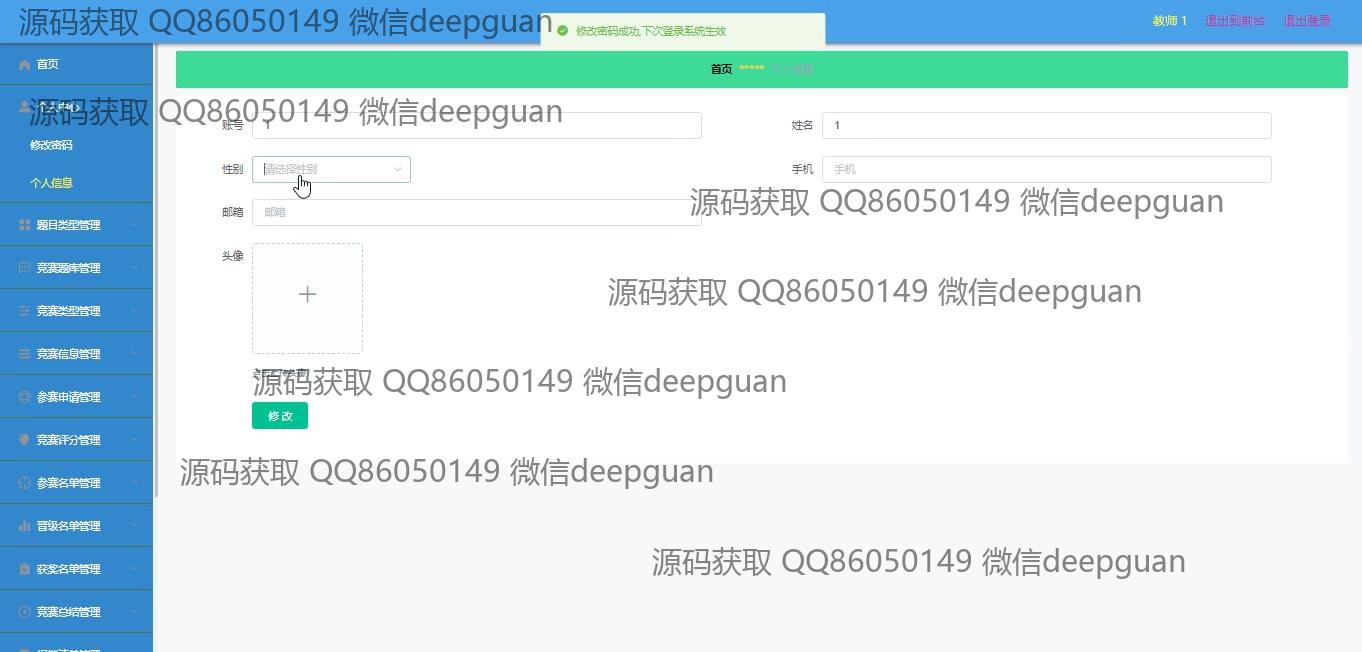 源码获取 QQ86050149 微信deepguan
修改密码成功,下次登录系统生效
教师 1 退出到前台 退出登录
首页
首页 ***** 个人信息
个人中心
源码获取 QQ86050149 微信deepguan
账号 1
姓名 1
修改密码
性别 请选择性别
手机 手机
个人信息
源码获取 QQ86050149 微信deepguan
邮箱 邮箱
题目类型管理
头像
竞赛题库管理
源码获取 QQ86050149 微信deepguan
竞赛类型管理
竞赛信息管理
点击上传头像
源码获取 QQ86050149 微信deepguan
参赛申请管理
修改
竞赛评分管理
源码获取 QQ86050149 微信deepguan
参赛名单管理
晋级名单管理
源码获取 QQ86050149 微信deepguan
获奖名单管理
竞赛总结管理